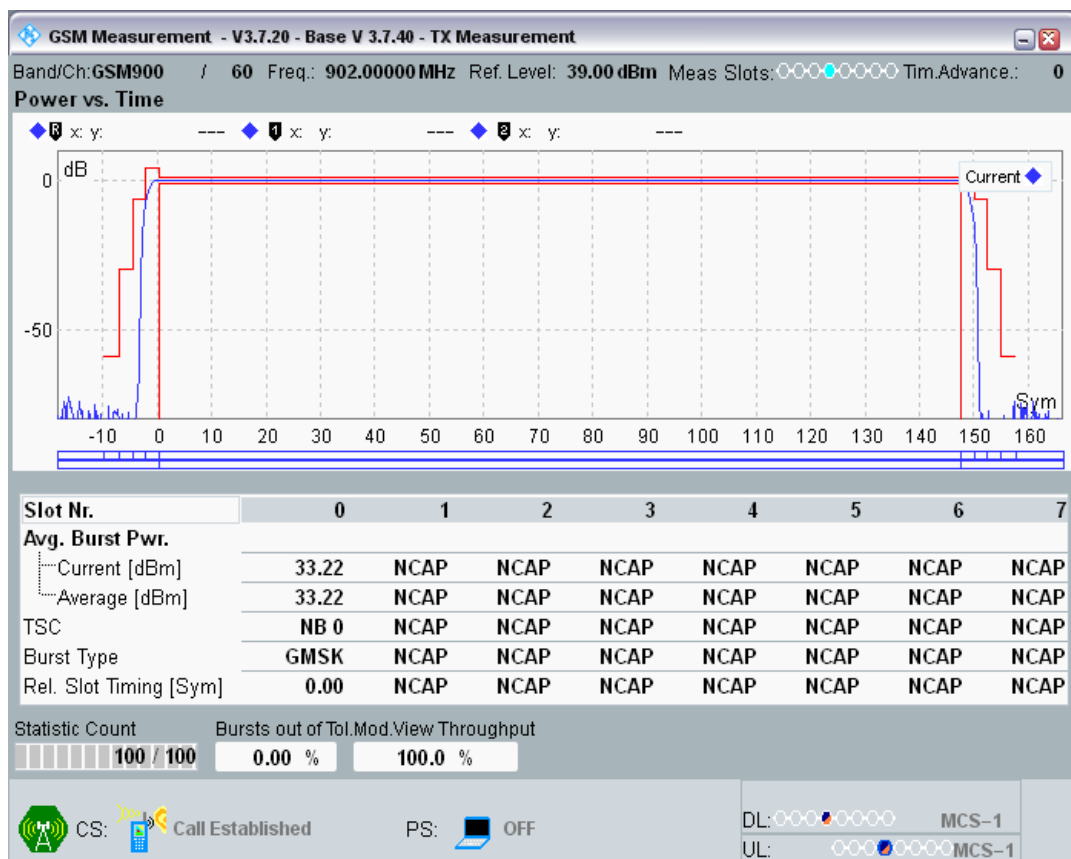 GSM Measurement - V3.7.20 - Base V 3.7.40 - TX Measurement
Band/Ch:GSM900 / 60 Freq.: 902.00000 MHz Ref. Level: 39.00 dBm Meas Slots: Tim.Advance.: 0
Power vs. Time
R x: y: --- 1 x: y: --- 2 x: y: ---
dB
Current
0
-50
Sym
-10 0 10 20 30 40 50 60 70 80 90 100 110 120 130 140 150 160
Slot Nr. 0 1 2 3 4 5 6 7
Avg. Burst Pwr.
Current [dBm] 33.22 NCAP NCAP NCAP NCAP NCAP NCAP NCAP
Average [dBm] 33.22 NCAP NCAP NCAP NCAP NCAP NCAP NCAP
TSC NB 0 NCAP NCAP NCAP NCAP NCAP NCAP NCAP
Burst Type GMSK NCAP NCAP NCAP NCAP NCAP NCAP NCAP
Rel. Slot Timing [Sym] 0.00 NCAP NCAP NCAP NCAP NCAP NCAP NCAP
Statistic Count Bursts out of Tol.Mod.View Throughput
100 / 100 0.00 % 100.0 %
CS: Call Established PS: OFF
DL: MCS-1
UL: MCS-1